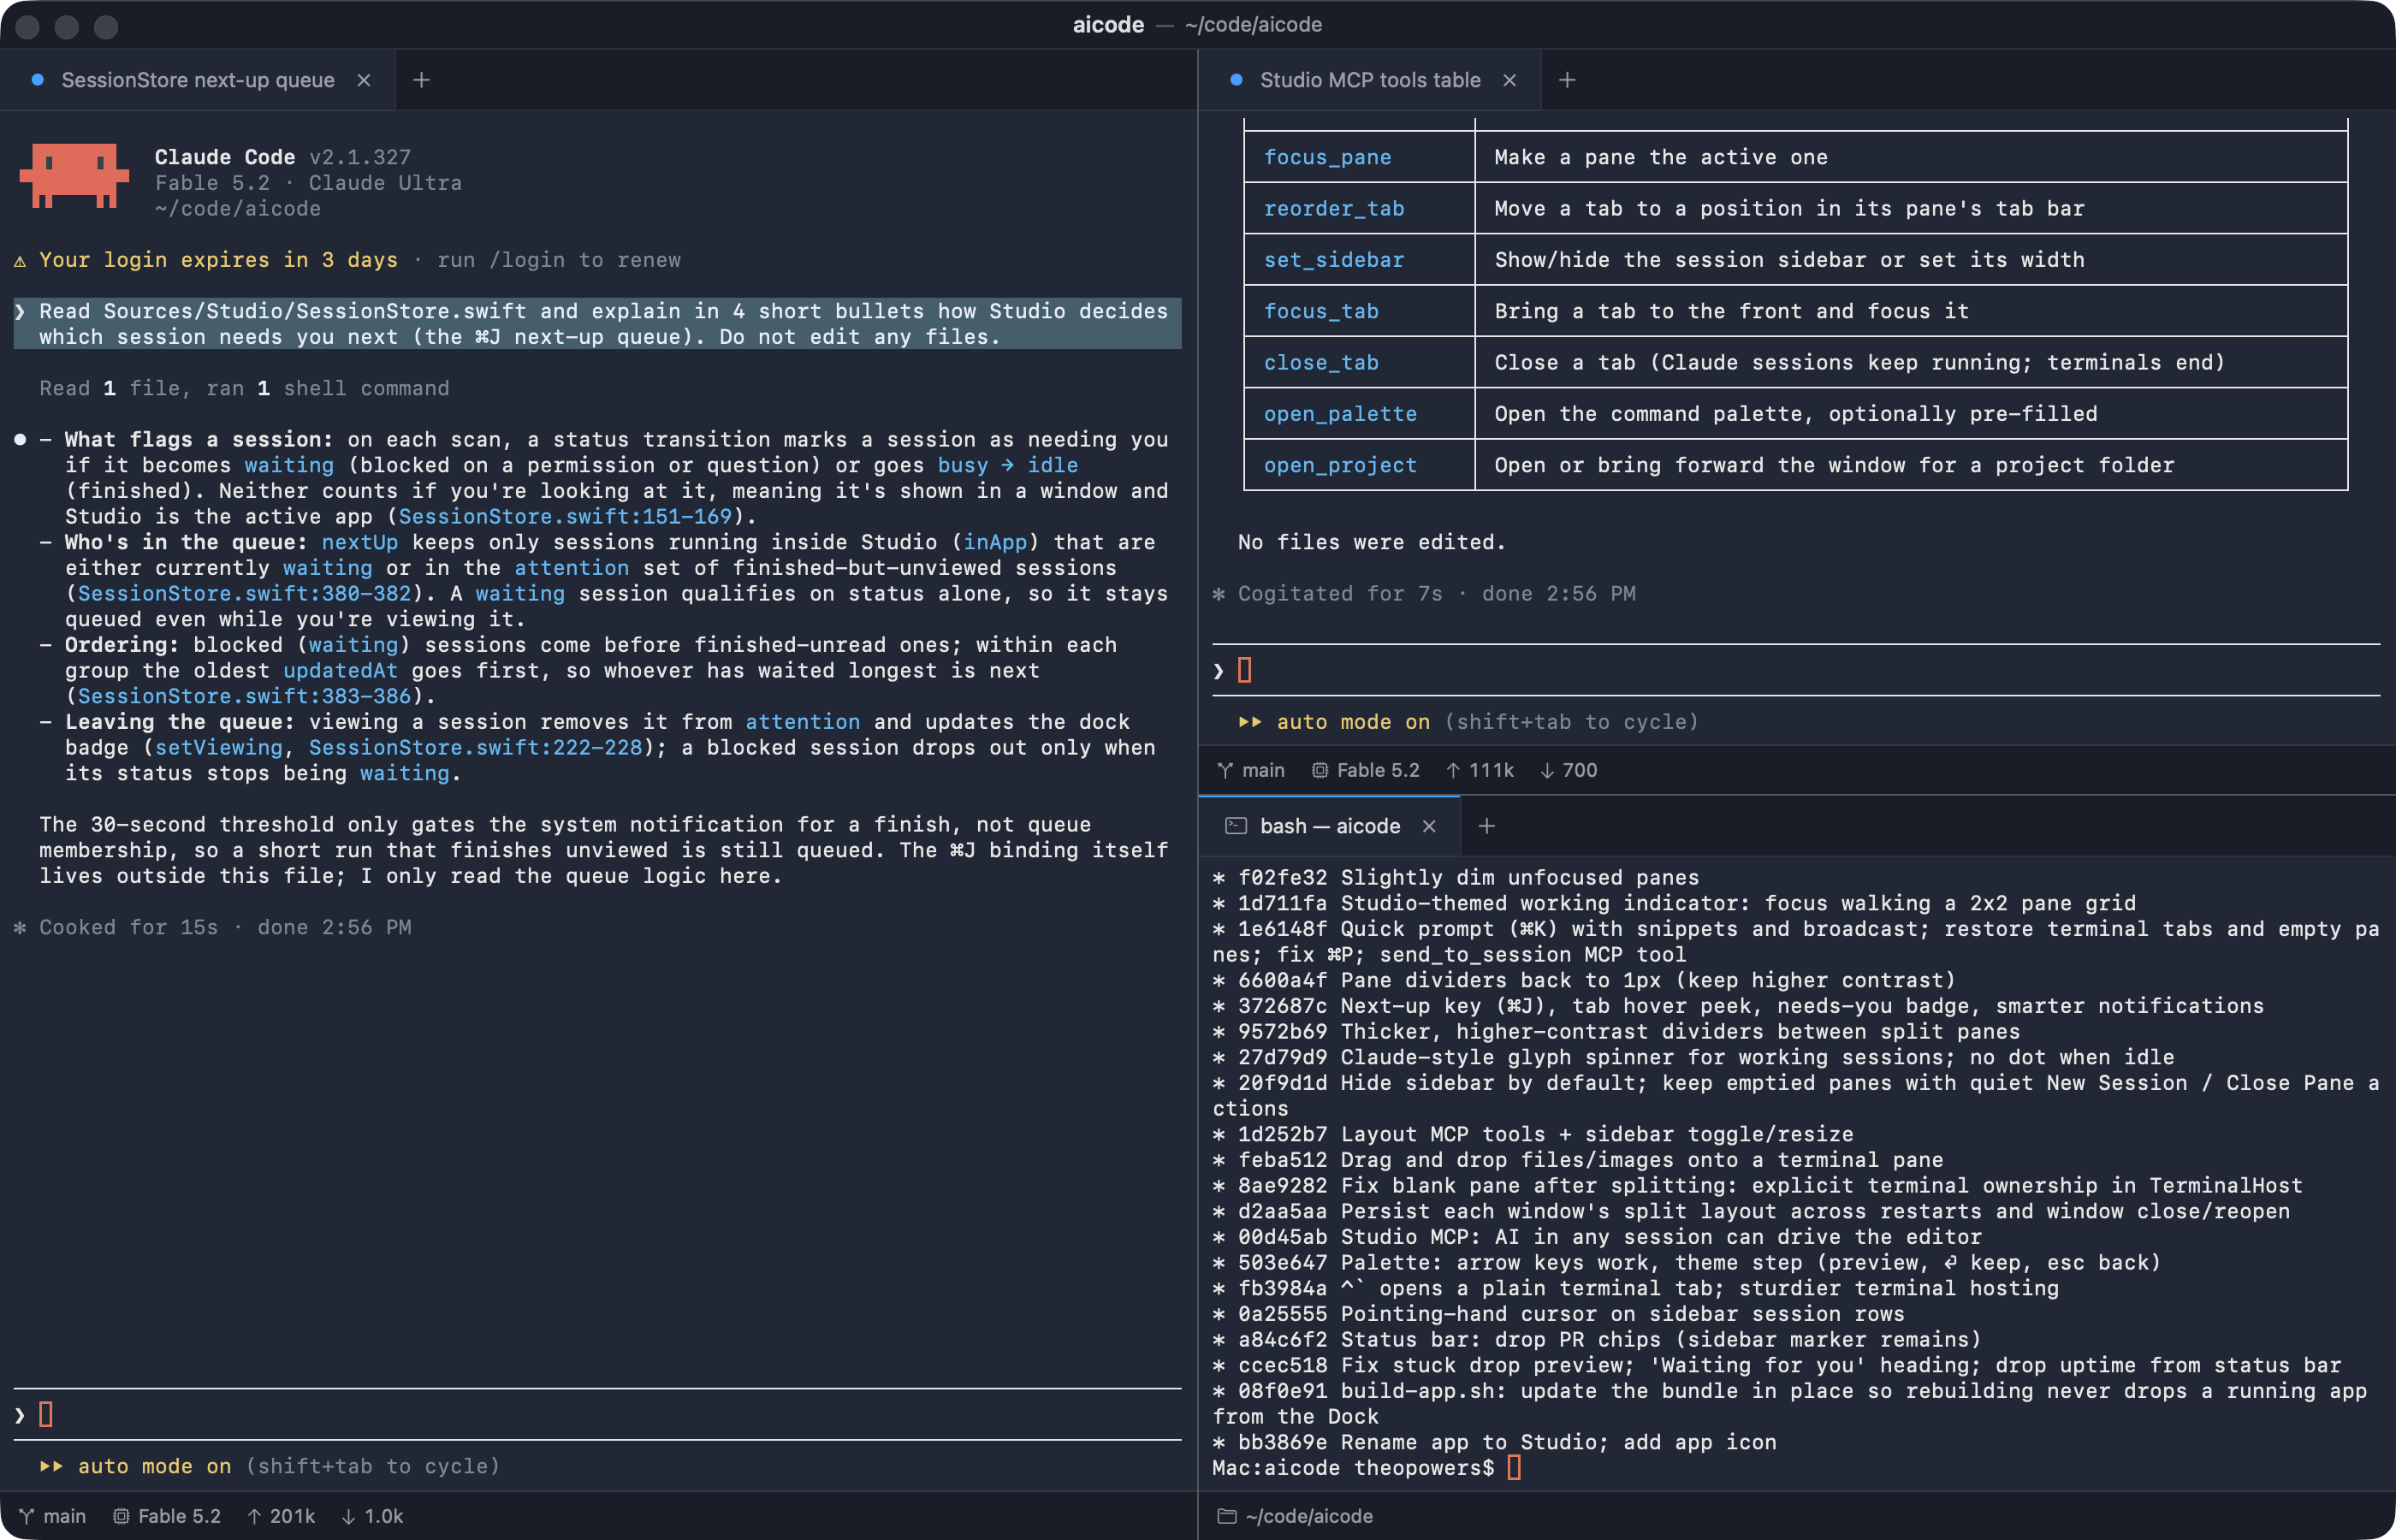 aicode — ~/code/aicode
SessionStore next-up queue
Claude Code v2.1.327
Fable 5.2 · Claude Ultra
~/code/aicode
⚠ Your login expires in 3 days · run /login to renew
❯ Read Sources/Studio/SessionStore.swift and explain in 4 short bullets how Studio decides
which session needs you next (the ⌘J next-up queue). Do not edit any files.
Read 1 file, ran 1 shell command
● - What flags a session: on each scan, a status transition marks a session as needing you
if it becomes waiting (blocked on a permission or question) or goes busy → idle
(finished). Neither counts if you're looking at it, meaning it's shown in a window and
Studio is the active app (SessionStore.swift:151-169).
- Who's in the queue: nextUp keeps only sessions running inside Studio (inApp) that are
either currently waiting or in the attention set of finished-but-unviewed sessions
(SessionStore.swift:380-382). A waiting session qualifies on status alone, so it stays
queued even while you're viewing it.
- Ordering: blocked (waiting) sessions come before finished-unread ones; within each
group the oldest updatedAt goes first, so whoever has waited longest is next
(SessionStore.swift:383-386).
- Leaving the queue: viewing a session removes it from attention and updates the dock
badge (setViewing, SessionStore.swift:222-228); a blocked session drops out only when
its status stops being waiting.
The 30-second threshold only gates the system notification for a finish, not queue
membership, so a short run that finishes unviewed is still queued. The ⌘J binding itself
lives outside this file; I only read the queue logic here.
✻ Cooked for 15s · done 2:56 PM
❯
▸▸ auto mode on (shift+tab to cycle)
main Fable 5.2 ↑ 201k ↓ 1.0k
Studio MCP tools table
focus_pane Make a pane the active one
reorder_tab Move a tab to a position in its pane's tab bar
set_sidebar Show/hide the session sidebar or set its width
focus_tab Bring a tab to the front and focus it
close_tab Close a tab (Claude sessions keep running; terminals end)
open_palette Open the command palette, optionally pre-filled
open_project Open or bring forward the window for a project folder
No files were edited.
✻ Cogitated for 7s · done 2:56 PM
❯
▸▸ auto mode on (shift+tab to cycle)
main Fable 5.2 ↑ 111k ↓ 700
bash — aicode
* f02fe32 Slightly dim unfocused panes
* 1d711fa Studio-themed working indicator: focus walking a 2x2 pane grid
* 1e6148f Quick prompt (⌘K) with snippets and broadcast; restore terminal tabs and empty pa
nes; fix ⌘P; send_to_session MCP tool
* 6600a4f Pane dividers back to 1px (keep higher contrast)
* 372687c Next-up key (⌘J), tab hover peek, needs-you badge, smarter notifications
* 9572b69 Thicker, higher-contrast dividers between split panes
* 27d79d9 Claude-style glyph spinner for working sessions; no dot when idle
* 20f9d1d Hide sidebar by default; keep emptied panes with quiet New Session / Close Pane a
ctions
* 1d252b7 Layout MCP tools + sidebar toggle/resize
* feba512 Drag and drop files/images onto a terminal pane
* 8ae9282 Fix blank pane after splitting: explicit terminal ownership in TerminalHost
* d2aa5aa Persist each window's split layout across restarts and window close/reopen
* 00d45ab Studio MCP: AI in any session can drive the editor
* 503e647 Palette: arrow keys work, theme step (preview, ⏎ keep, esc back)
* fb3984a ^` opens a plain terminal tab; sturdier terminal hosting
* 0a25555 Pointing-hand cursor on sidebar session rows
* a84c6f2 Status bar: drop PR chips (sidebar marker remains)
* ccec518 Fix stuck drop preview; 'Waiting for you' heading; drop uptime from status bar
* 08f0e91 build-app.sh: update the bundle in place so rebuilding never drops a running app
from the Dock
* bb3869e Rename app to Studio; add app icon
Mac:aicode theopowers$
~/code/aicode